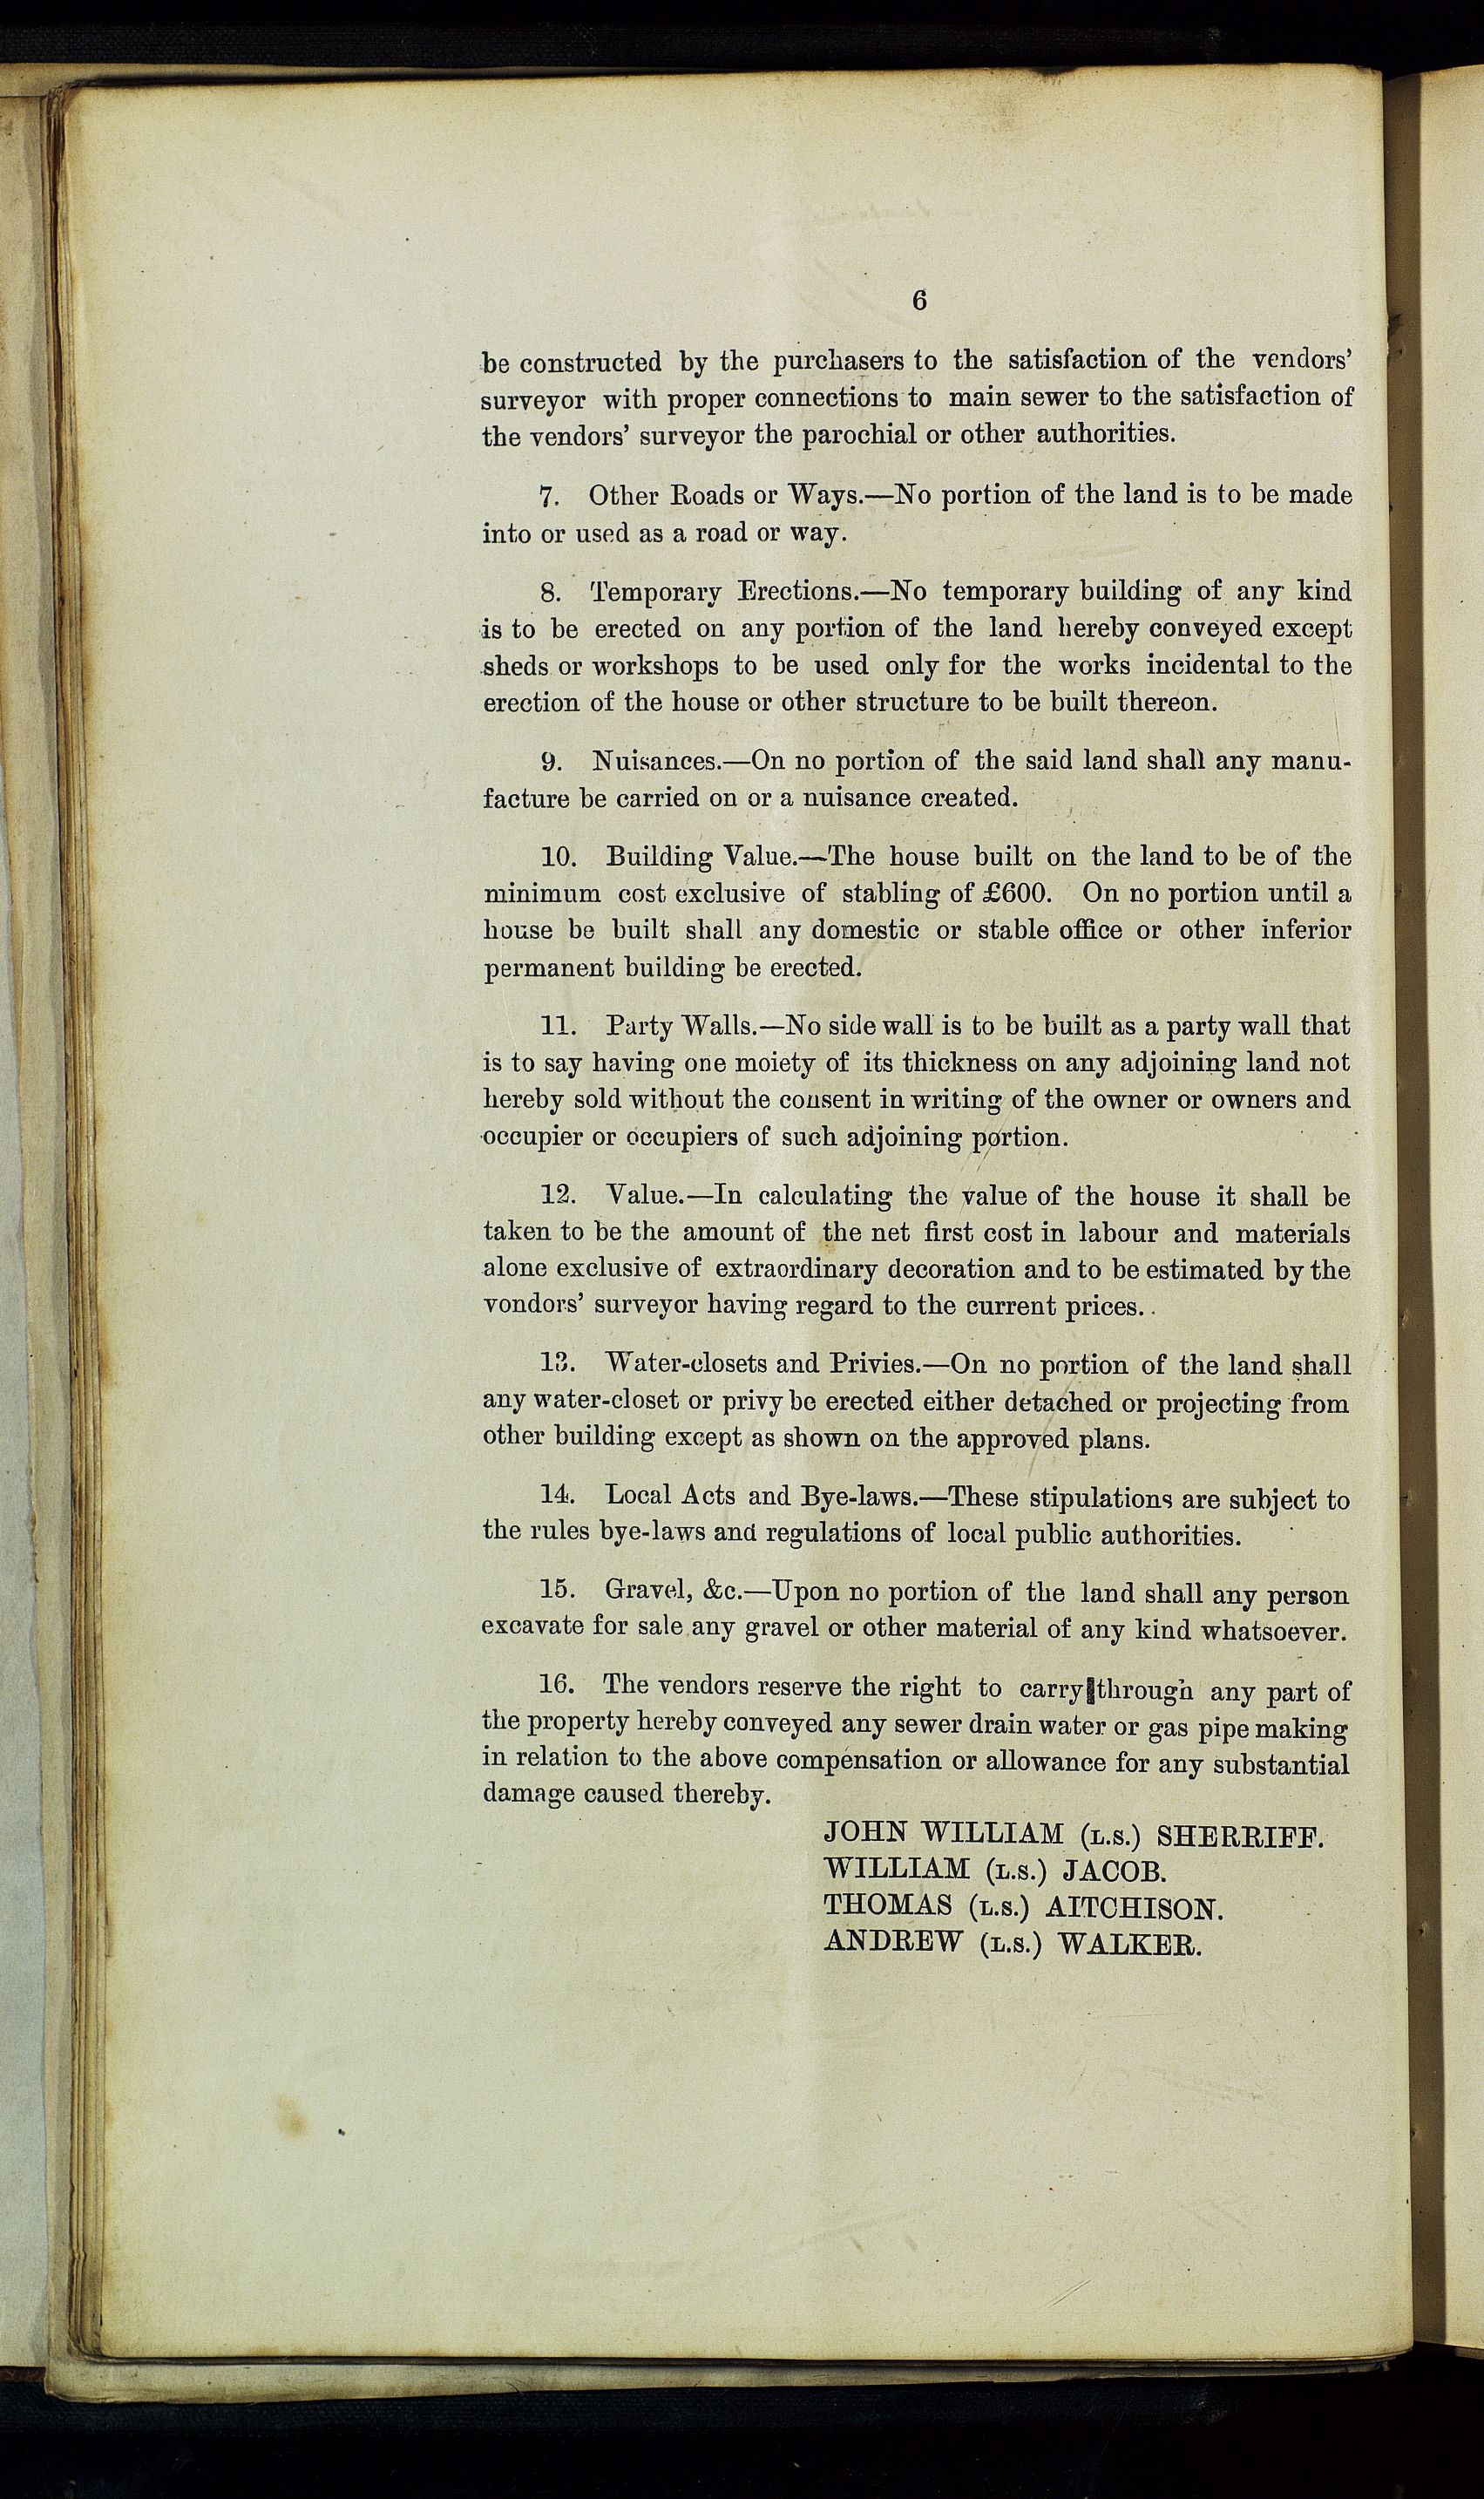 6
be constructed by the purchasers to the satisfaction of the vendors'
surveyor with proper connections to main sewer to the satisfaction of
the vendors' surveyor the parochial or other authorities.
7. Other Roads or Ways.—No portion of the land is to be made
into or used as a road or way.
8. Temporary Erections.—No temporary building of any kind
is to be erected on any portion of the land hereby conveyed except
sheds or workshops to be used only for the works incidental to the
erection of the house or other structure to be built thereon.
9. Nuisances.—On no portion of the said land shall any manu-
facture be carried on or a nuisance created.
10. Building Value.—The house built on the land to be of the
minimum cost exclusive of stabling of £600. On no portion until a
house be built shall any domestic or stable office or other inferior
permanent building be erected.
11. Party Walls.—No side wall is to be built as a party wall that
is to say having one moiety of its thickness on any adjoining land not
hereby sold without the consent in writing of the owner or owners and
occupier or occupiers of such adjoining portion.
12. Value.—In calculating the value of the house it shall be
taken to be the amount of the net first cost in labour and materials
alone exclusive of extraordinary decoration and to be estimated by the
vondors' surveyor having regard to the current prices.
13. Water-closets and Privies.—On no portion of the land shall
any water-closet or privy be erected either detached or projecting from
other building except as shown on the approved plans.
14. Local Acts and Bye-laws.—These stipulations are subject to
the rules bye-laws and regulations of local public authorities.
15. Gravel, &c.—Upon no portion of the land shall any person
excavate for sale any gravel or other material of any kind whatsoever.
16. The vendors reserve the right to carry through any part of
the property hereby conveyed any sewer drain water or gas pipe making
in relation to the above compensation or allowance for any substantial
damage caused thereby.
JOHN WILLIAM (L.S.) SHERRIFF.
WILLIAM (L.S.) JACOB.
THOMAS (L.S.) AITCHISON.
ANDREW (L.S.) WALKER.